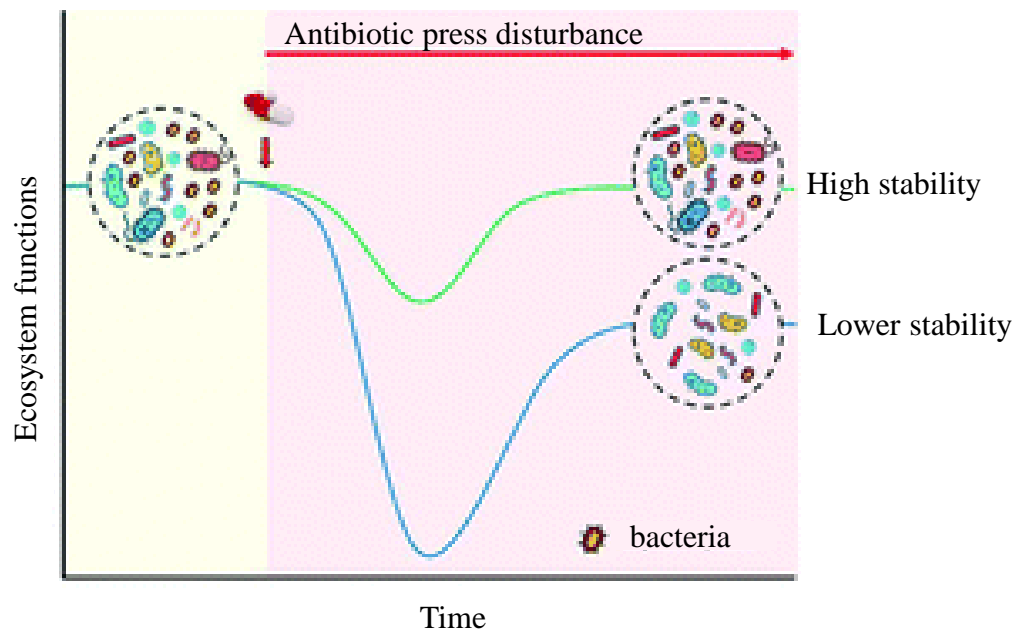 Antibiotic press disturbance
High stability
Lower stability
Ecosystem functions
bacteria
Time